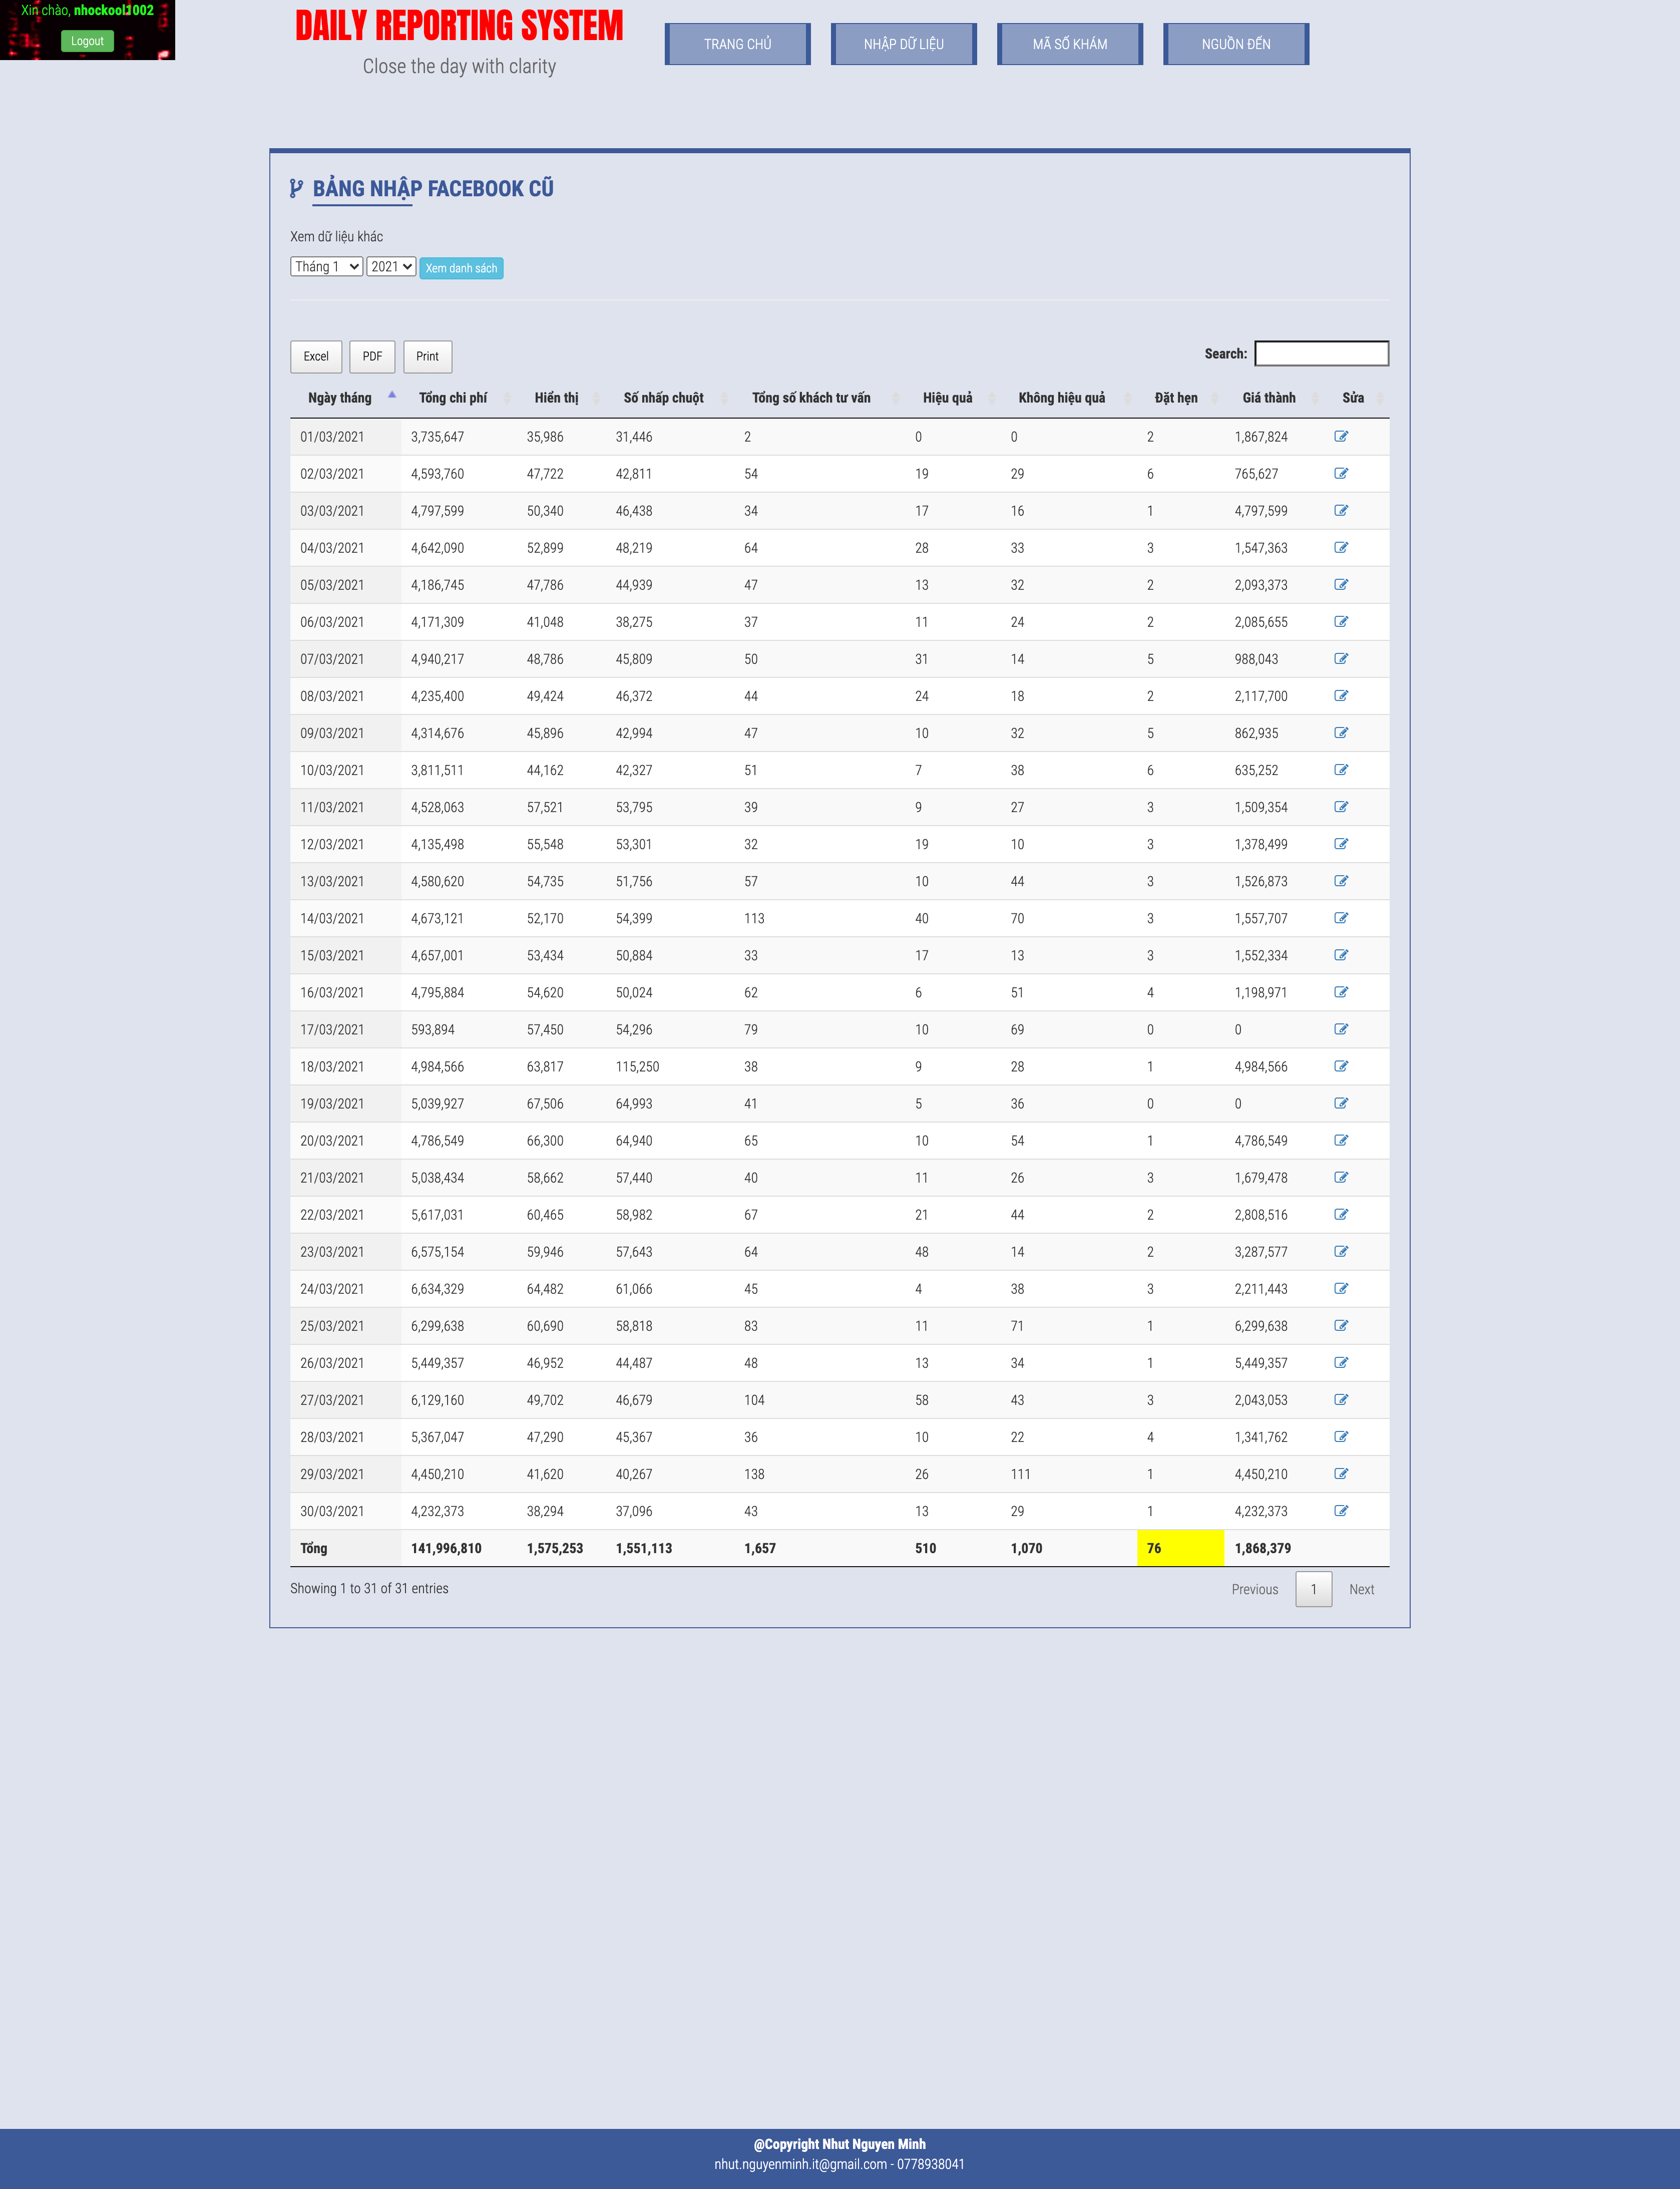 Xin chào, nhockool1002
Logout
DAILY REPORTING SYSTEM
Close the day with clarity
TRANG CHỦ
NHẬP DỮ LIỆU
MÃ SỐ KHÁM
NGUỒN ĐẾN
BẢNG NHẬP FACEBOOK CŨ
Xem dữ liệu khác
Tháng 1 2021 Xem danh sách
Excel PDF Print Search:
Ngày tháng Tổng chi phí Hiển thị Số nhấp chuột Tổng số khách tư vấn Hiệu quả Không hiệu quả Đặt hẹn Giá thành Sửa
01/03/2021 3,735,647 35,986 31,446 2 0 0 2 1,867,824
02/03/2021 4,593,760 47,722 42,811 54 19 29 6 765,627
03/03/2021 4,797,599 50,340 46,438 34 17 16 1 4,797,599
04/03/2021 4,642,090 52,899 48,219 64 28 33 3 1,547,363
05/03/2021 4,186,745 47,786 44,939 47 13 32 2 2,093,373
06/03/2021 4,171,309 41,048 38,275 37 11 24 2 2,085,655
07/03/2021 4,940,217 48,786 45,809 50 31 14 5 988,043
08/03/2021 4,235,400 49,424 46,372 44 24 18 2 2,117,700
09/03/2021 4,314,676 45,896 42,994 47 10 32 5 862,935
10/03/2021 3,811,511 44,162 42,327 51 7 38 6 635,252
11/03/2021 4,528,063 57,521 53,795 39 9 27 3 1,509,354
12/03/2021 4,135,498 55,548 53,301 32 19 10 3 1,378,499
13/03/2021 4,580,620 54,735 51,756 57 10 44 3 1,526,873
14/03/2021 4,673,121 52,170 54,399 113 40 70 3 1,557,707
15/03/2021 4,657,001 53,434 50,884 33 17 13 3 1,552,334
16/03/2021 4,795,884 54,620 50,024 62 6 51 4 1,198,971
17/03/2021 593,894 57,450 54,296 79 10 69 0 0
18/03/2021 4,984,566 63,817 115,250 38 9 28 1 4,984,566
19/03/2021 5,039,927 67,506 64,993 41 5 36 0 0
20/03/2021 4,786,549 66,300 64,940 65 10 54 1 4,786,549
21/03/2021 5,038,434 58,662 57,440 40 11 26 3 1,679,478
22/03/2021 5,617,031 60,465 58,982 67 21 44 2 2,808,516
23/03/2021 6,575,154 59,946 57,643 64 48 14 2 3,287,577
24/03/2021 6,634,329 64,482 61,066 45 4 38 3 2,211,443
25/03/2021 6,299,638 60,690 58,818 83 11 71 1 6,299,638
26/03/2021 5,449,357 46,952 44,487 48 13 34 1 5,449,357
27/03/2021 6,129,160 49,702 46,679 104 58 43 3 2,043,053
28/03/2021 5,367,047 47,290 45,367 36 10 22 4 1,341,762
29/03/2021 4,450,210 41,620 40,267 138 26 111 1 4,450,210
30/03/2021 4,232,373 38,294 37,096 43 13 29 1 4,232,373
Tổng 141,996,810 1,575,253 1,551,113 1,657 510 1,070 76 1,868,379
Showing 1 to 31 of 31 entries Previous 1 Next
@Copyright Nhut Nguyen Minh
nhut.nguyenminh.it@gmail.com - 0778938041